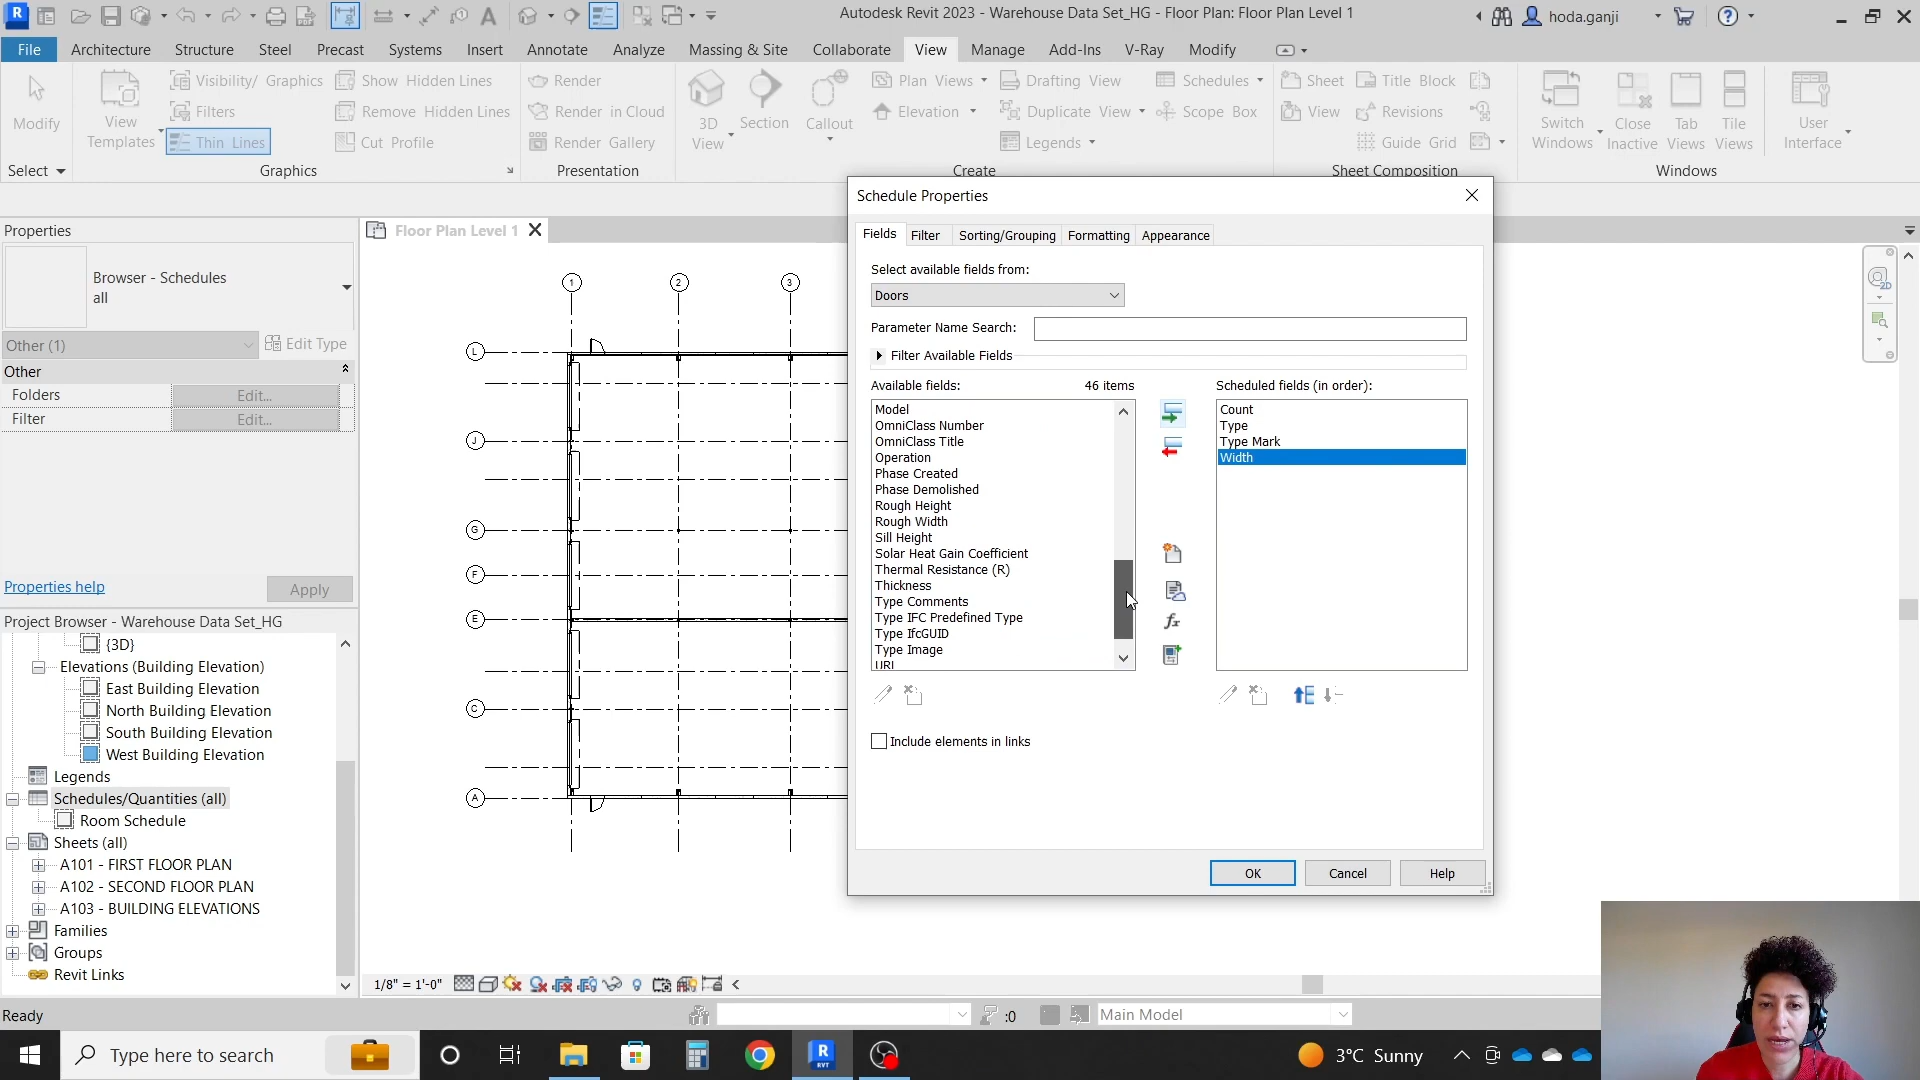 Autodesk Revit 2023 - Warehouse Data Set_HG - Floor Plan: Floor Plan Level 1
hoda.ganji
File Architecture Structure Steel Precast Systems Insert Annotate Analyze Massing & Site Collaborate View Manage Add-Ins V-Ray Modify
Modify
View Templates
Visibility/ Graphics
Filters
Thin Lines
Show Hidden Lines
Remove Hidden Lines
Cut Profile
Render
Render in Cloud
Render Gallery
3D View
Section
Callout
Plan Views
Elevation
Drafting View
Duplicate View
Legends
Schedules
Scope Box
Sheet
View
Title Block
Revisions
Guide Grid
Switch Windows
Close Inactive
Tab Views
Tile Views
User Interface
Select
Graphics
Presentation
Create
Sheet Composition
Windows
Properties
Browser - Schedules
all
Other (1)
Edit Type
Other
Folders Edit...
Filter Edit...
Properties help
Apply
Project Browser - Warehouse Data Set_HG
{3D}
Elevations (Building Elevation)
East Building Elevation
North Building Elevation
South Building Elevation
West Building Elevation
Legends
Schedules/Quantities (all)
Room Schedule
Sheets (all)
A101 - FIRST FLOOR PLAN
A102 - SECOND FLOOR PLAN
A103 - BUILDING ELEVATIONS
Families
Groups
Revit Links
Floor Plan Level 1
1
2
3
L
J
G
F
E
C
A
Schedule Properties
Fields Filter Sorting/Grouping Formatting Appearance
Select available fields from:
Doors
Parameter Name Search:
Filter Available Fields
Available fields: 46 items
Model
OmniClass Number
OmniClass Title
Operation
Phase Created
Phase Demolished
Rough Height
Rough Width
Sill Height
Solar Heat Gain Coefficient
Thermal Resistance (R)
Thickness
Type Comments
Type IFC Predefined Type
Type IfcGUID
Type Image
URL
Scheduled fields (in order):
Count
Type
Type Mark
Width
Include elements in links
OK
Cancel
Help
2D
1/8" = 1'-0"
Ready
:0
Main Model
Type here to search
3°C Sunny